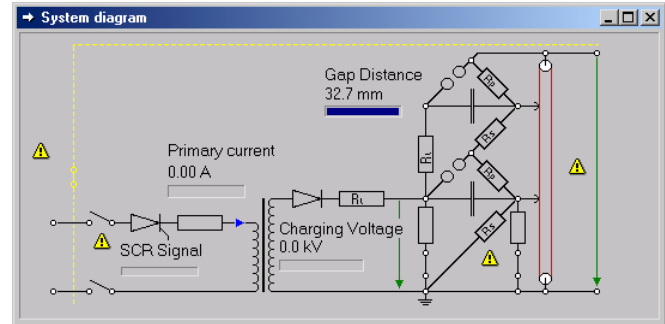 System diagram
Gap Distance
32.7 mm
Rp
Rs
RL
Primary current
0.00 A
Rp
RL
Charging Voltage
0.0 kV
Rs
SCR Signal